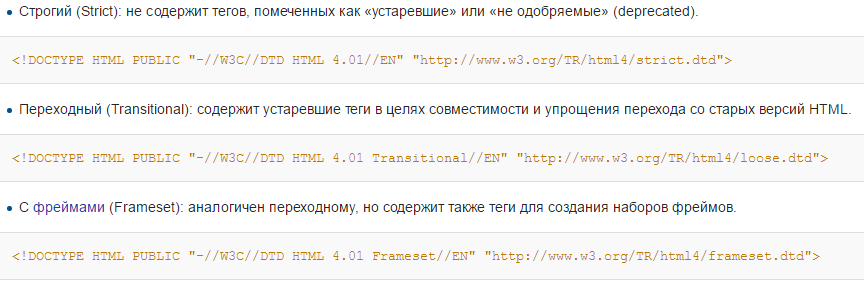 Строгий (Strict): не содержит тегов, помеченных как «устаревшие» или «не одобряемые» (deprecated).
<!DOCTYPE HTML PUBLIC "-//W3C//DTD HTML 4.01//EN" "http://www.w3.org/TR/html4/strict.dtd">
Переходный (Transitional): содержит устаревшие теги в целях совместимости и упрощения перехода со старых версий HTML.
<!DOCTYPE HTML PUBLIC "-//W3C//DTD HTML 4.01 Transitional//EN" "http://www.w3.org/TR/html4/loose.dtd">
С фреймами (Frameset): аналогичен переходному, но содержит также теги для создания наборов фреймов.
<!DOCTYPE HTML PUBLIC "-//W3C//DTD HTML 4.01 Frameset//EN" "http://www.w3.org/TR/html4/frameset.dtd">